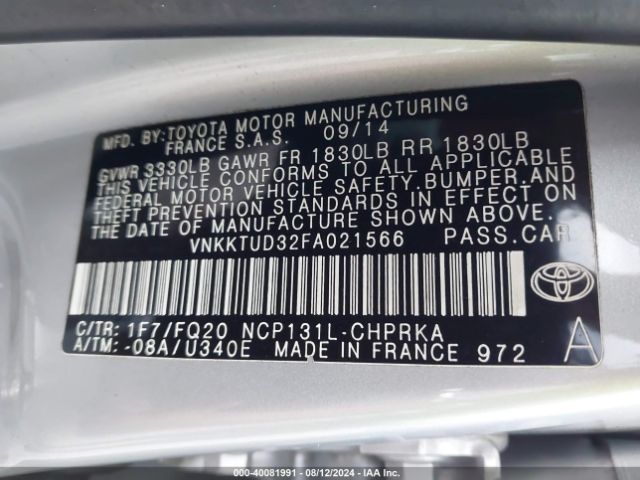 MFD. BY:TOYOTA MOTOR MANUFACTURING
FRANCE S.A.S. 09/14
GVWR 3330LB GAWR FR 1830LB RR 1830LB
THIS VEHICLE CONFORMS TO ALL APPLICABLE
FEDERAL MOTOR VEHICLE SAFETY,BUMPER,AND
THEFT PREVENTION STANDARDS IN EFFECT ON
THE DATE OF MANUFACTURE SHOWN ABOVE.
VNKKTUD32FA021566 PASS.CAR
TOYOTA
C/TR: 1F7/FQ20 NCP131L-CHPRKA
A/TM: -08A/U340E MADE IN FRANCE 972
A
000-40081991 - 08/12/2024 - IAA Inc.